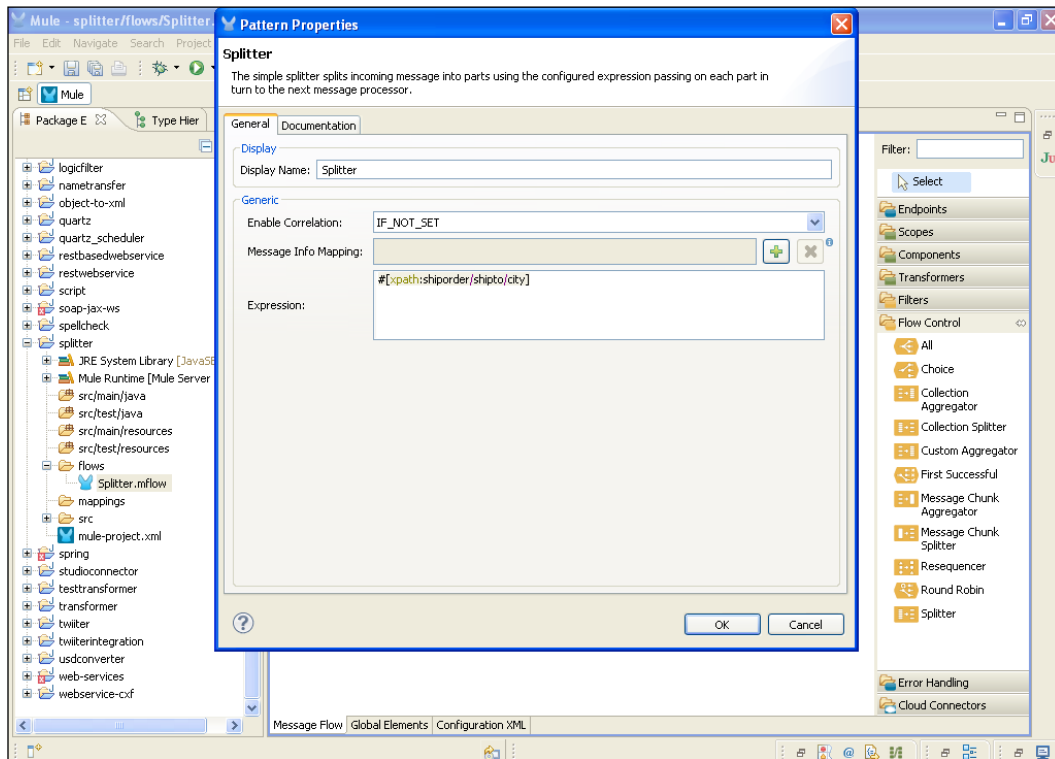 Mule - splitter/flows/Splitter.
File Edit Navigate Search Project
Mule
Package E
Type Hier
logicfilter
nametransfer
object-to-xml
quartz
quartz_scheduler
restbasedwebservice
restwebservice
script
soap-jax-ws
spellcheck
splitter
JRE System Library [JavaSE
Mule Runtime [Mule Server
src/main/java
src/test/java
src/main/resources
src/test/resources
flows
Splitter.mflow
mappings
src
mule-project.xml
spring
studioconnector
testtransformer
transformer
twiiter
twiiterintegration
usdconverter
web-services
webservice-cxf
Pattern Properties
Splitter
The simple splitter splits incoming message into parts using the configured expression passing on each part in
turn to the next message processor.
General Documentation
Display
Display Name: Splitter
Generic
Enable Correlation: IF_NOT_SET
Message Info Mapping:
Expression: #[xpath:shiporder/shipto/city]
OK Cancel
Message Flow Global Elements Configuration XML
Filter:
Select
Endpoints
Scopes
Components
Transformers
Filters
Flow Control
All
Choice
Collection
Aggregator
Collection Splitter
Custom Aggregator
First Successful
Message Chunk
Aggregator
Message Chunk
Splitter
Resequencer
Round Robin
Splitter
Error Handling
Cloud Connectors
Ju